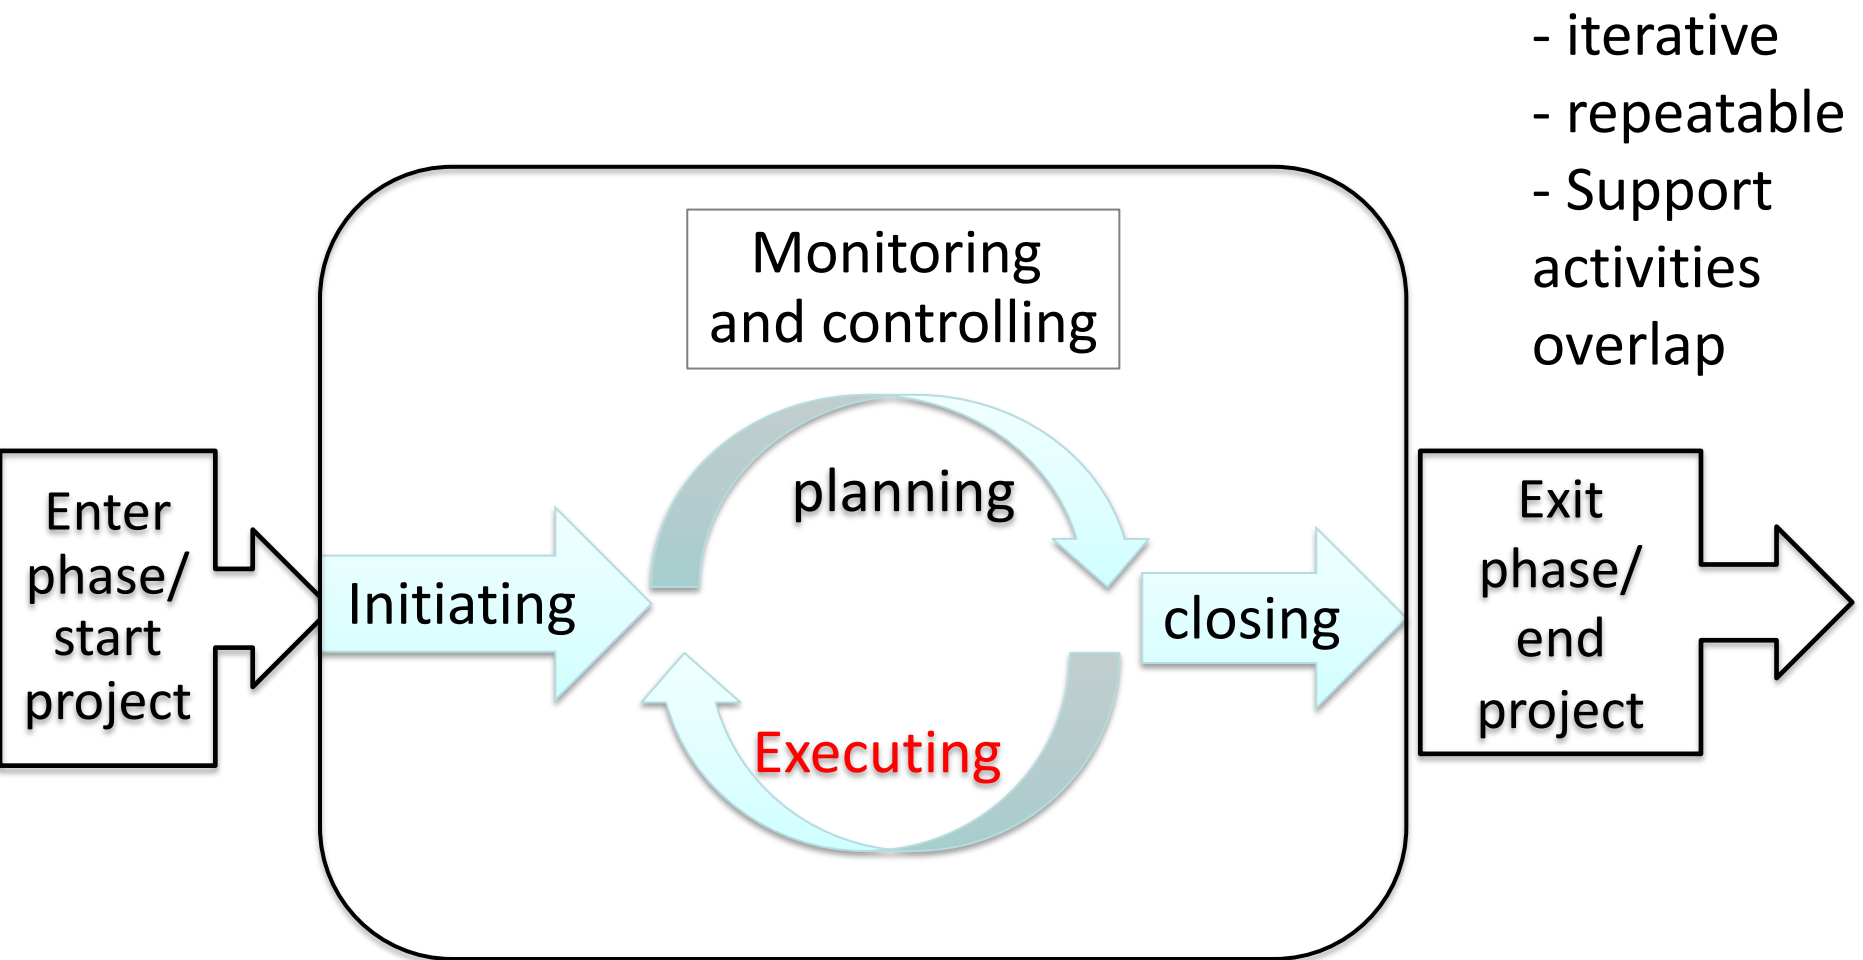 - iterative
- repeatable
- Support
activities
overlap
Monitoring
and controlling
Enter
phase/
start
project
Initiating
planning
Executing
closing
Exit
phase/
end
project